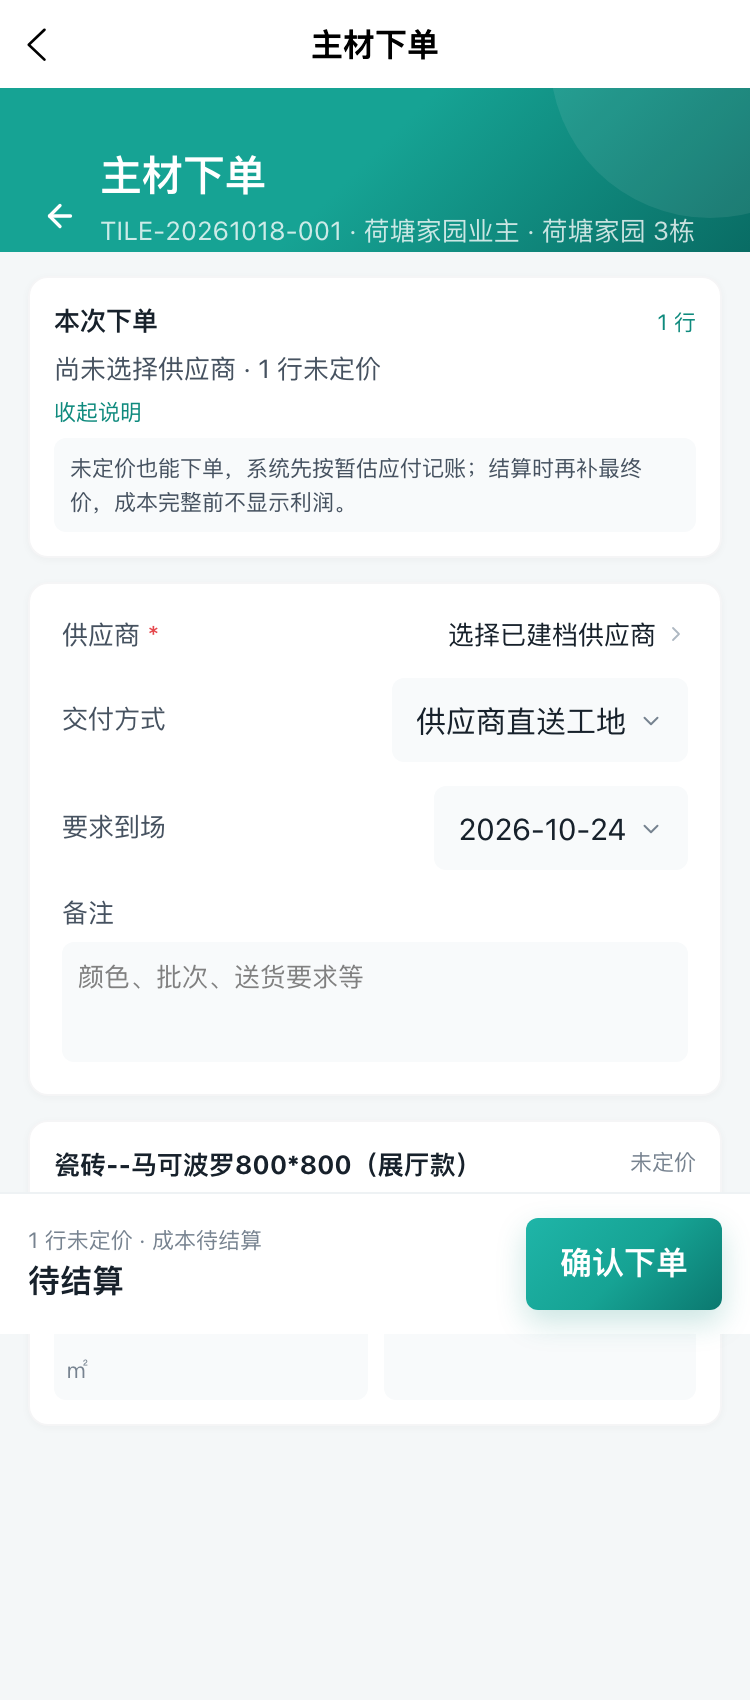 主材下单
主材下单
TILE-20261018-001 · 荷塘家园业主 · 荷塘家园 3栋
本次下单
1 行
尚未选择供应商 · 1 行未定价
收起说明
未定价也能下单，系统先按暂估应付记账；结算时再补最终
价，成本完整前不显示利润。
供应商 *
选择已建档供应商
交付方式
供应商直送工地
要求到场
2026-10-24
备注
颜色、批次、送货要求等
瓷砖--马可波罗800*800（展厅款）
未定价
1 行未定价 · 成本待结算
待结算
确认下单
㎡